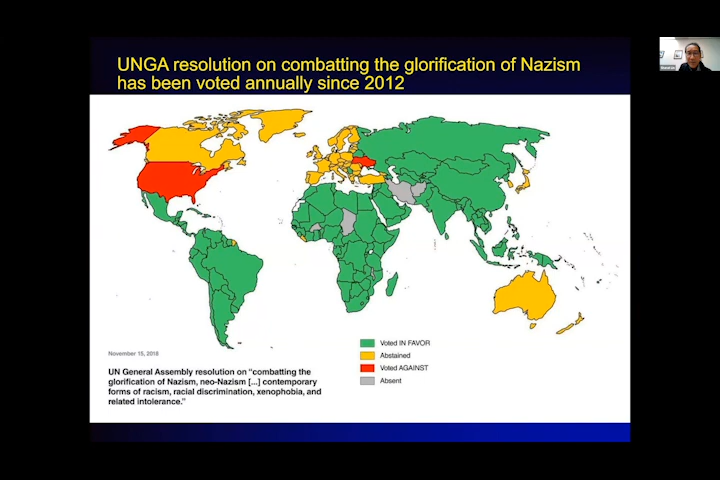 UNGA resolution on combatting the glorification of Nazism
has been voted annually since 2012
November 15, 2018
UN General Assembly resolution on "combatting the
glorification of Nazism, neo-Nazism [...] contemporary
forms of racism, racial discrimination, xenophobia, and
related intolerance."
Voted IN FAVOR
Abstained
Voted AGAINST
Absent